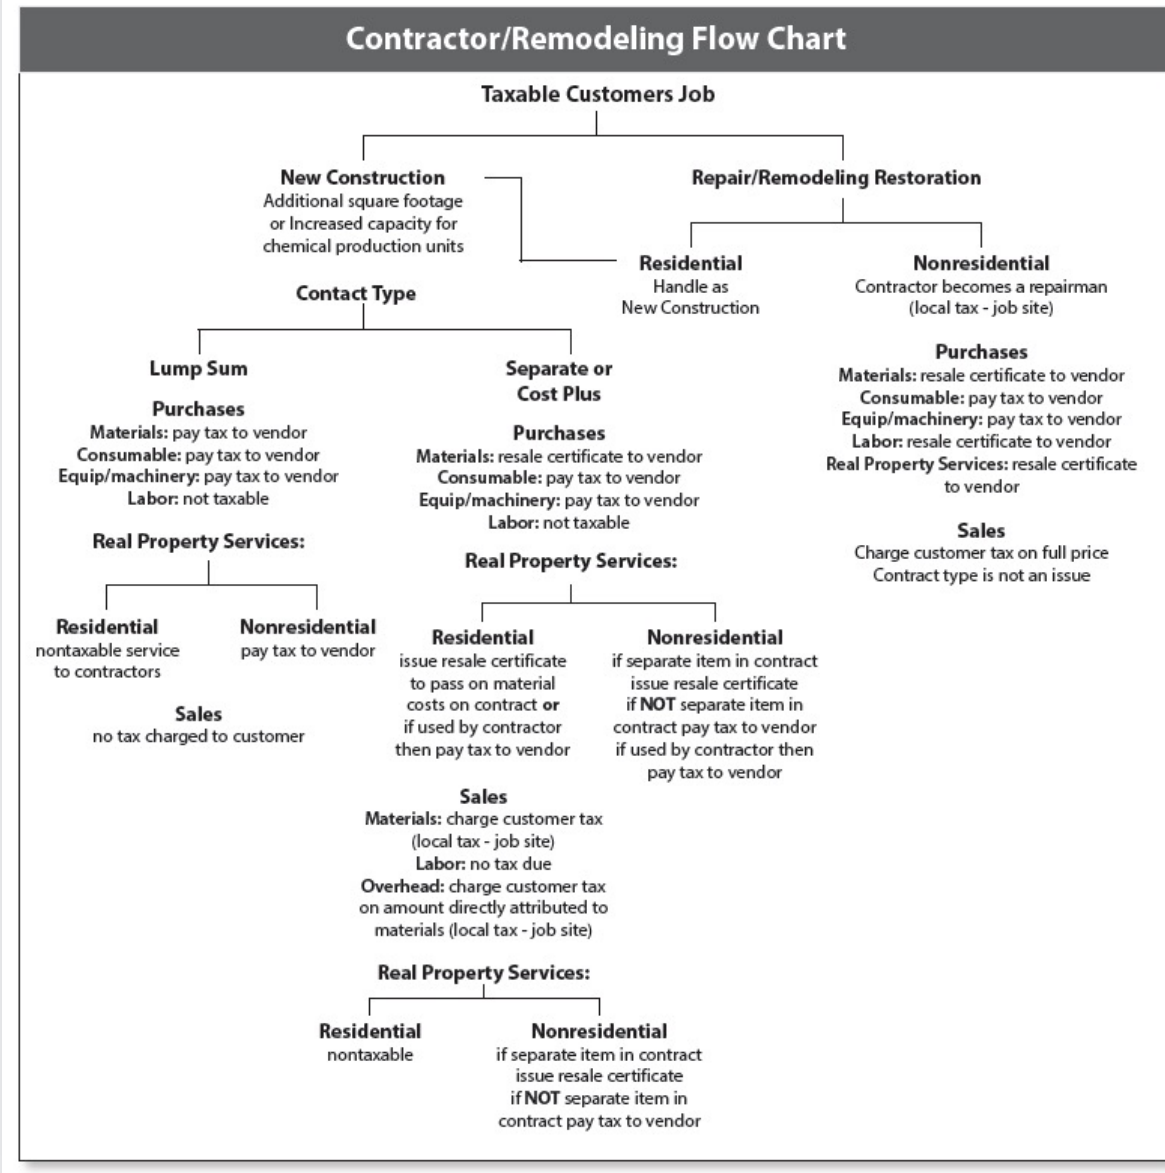 Contractor/Remodeling Flow Chart
Taxable Customers Job
New Construction
Additional square footage
or Increased capacity for
chemical production units
Repair/Remodeling Restoration
Residential
Handle as
New Construction
Nonresidential
Contractor becomes a repairman
(local tax - job site)
Purchases
Materials: resale certificate to vendor
Consumable: pay tax to vendor
Equip/machinery: pay tax to vendor
Labor: resale certificate to vendor
Real Property Services: resale certificate
to vendor
Sales
Charge customer tax on full price
Contract type is not an issue
Contact Type
Lump Sum
Purchases
Materials: pay tax to vendor
Consumable: pay tax to vendor
Equip/machinery: pay tax to vendor
Labor: not taxable
Real Property Services:
Residential
nontaxable service
to contractors
Nonresidential
pay tax to vendor
Sales
no tax charged to customer
Separate or
Cost Plus
Purchases
Materials: resale certificate to vendor
Consumable: pay tax to vendor
Equip/machinery: pay tax to vendor
Labor: not taxable
Real Property Services:
Residential
issue resale certificate
to pass on material
costs on contract or
if used by contractor
then pay tax to vendor
Nonresidential
if separate item in contract
issue resale certificate
if NOT separate item in
contract pay tax to vendor
if used by contractor then
pay tax to vendor
Sales
Materials: charge customer tax
(local tax - job site)
Labor: no tax due
Overhead: charge customer tax
on amount directly attributed to
materials (local tax - job site)
Real Property Services:
Residential
nontaxable
Nonresidential
if separate item in contract
issue resale certificate
if NOT separate item in
contract pay tax to vendor